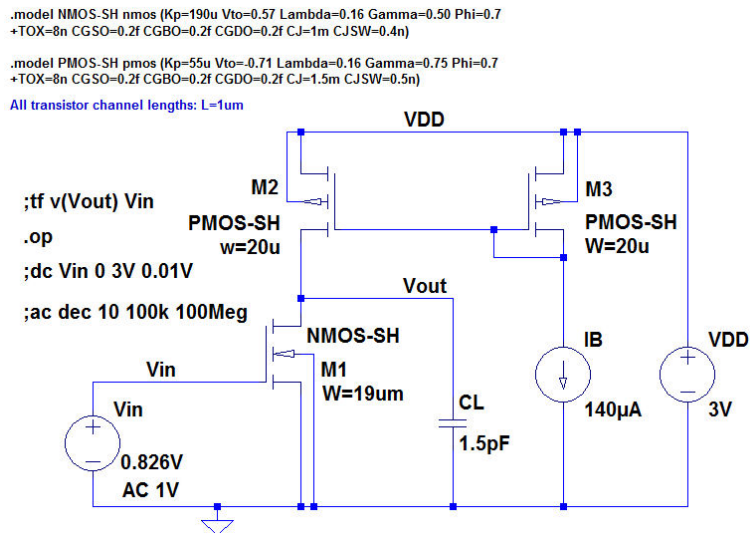 .model NMOS-SH nmos (Kp=190u Vto=0.57 Lambda=0.16 Gamma=0.50 Phi=0.7
+TOX=8n CGSO=0.2f CGBO=0.2f CGDO=0.2f CJ=1m CJSW=0.4n)
.model PMOS-SH pmos (Kp=55u Vto=-0.71 Lambda=0.16 Gamma=0.75 Phi=0.7
+TOX=8n CGSO=0.2f CGBO=0.2f CGDO=0.2f CJ=1.5m CJSW=0.5n)
All transistor channel lengths: L=1um
VDD
M2
M3
;tf v(Vout) Vin
PMOS-SH
w=20u
PMOS-SH
W=20u
.op
;dc Vin 0 3V 0.01V
;ac dec 10 100k 100Meg
Vout
NMOS-SH
M1
W=19um
IB
140µA
VDD
3V
Vin
Vin
0.826V
AC 1V
CL
1.5pF